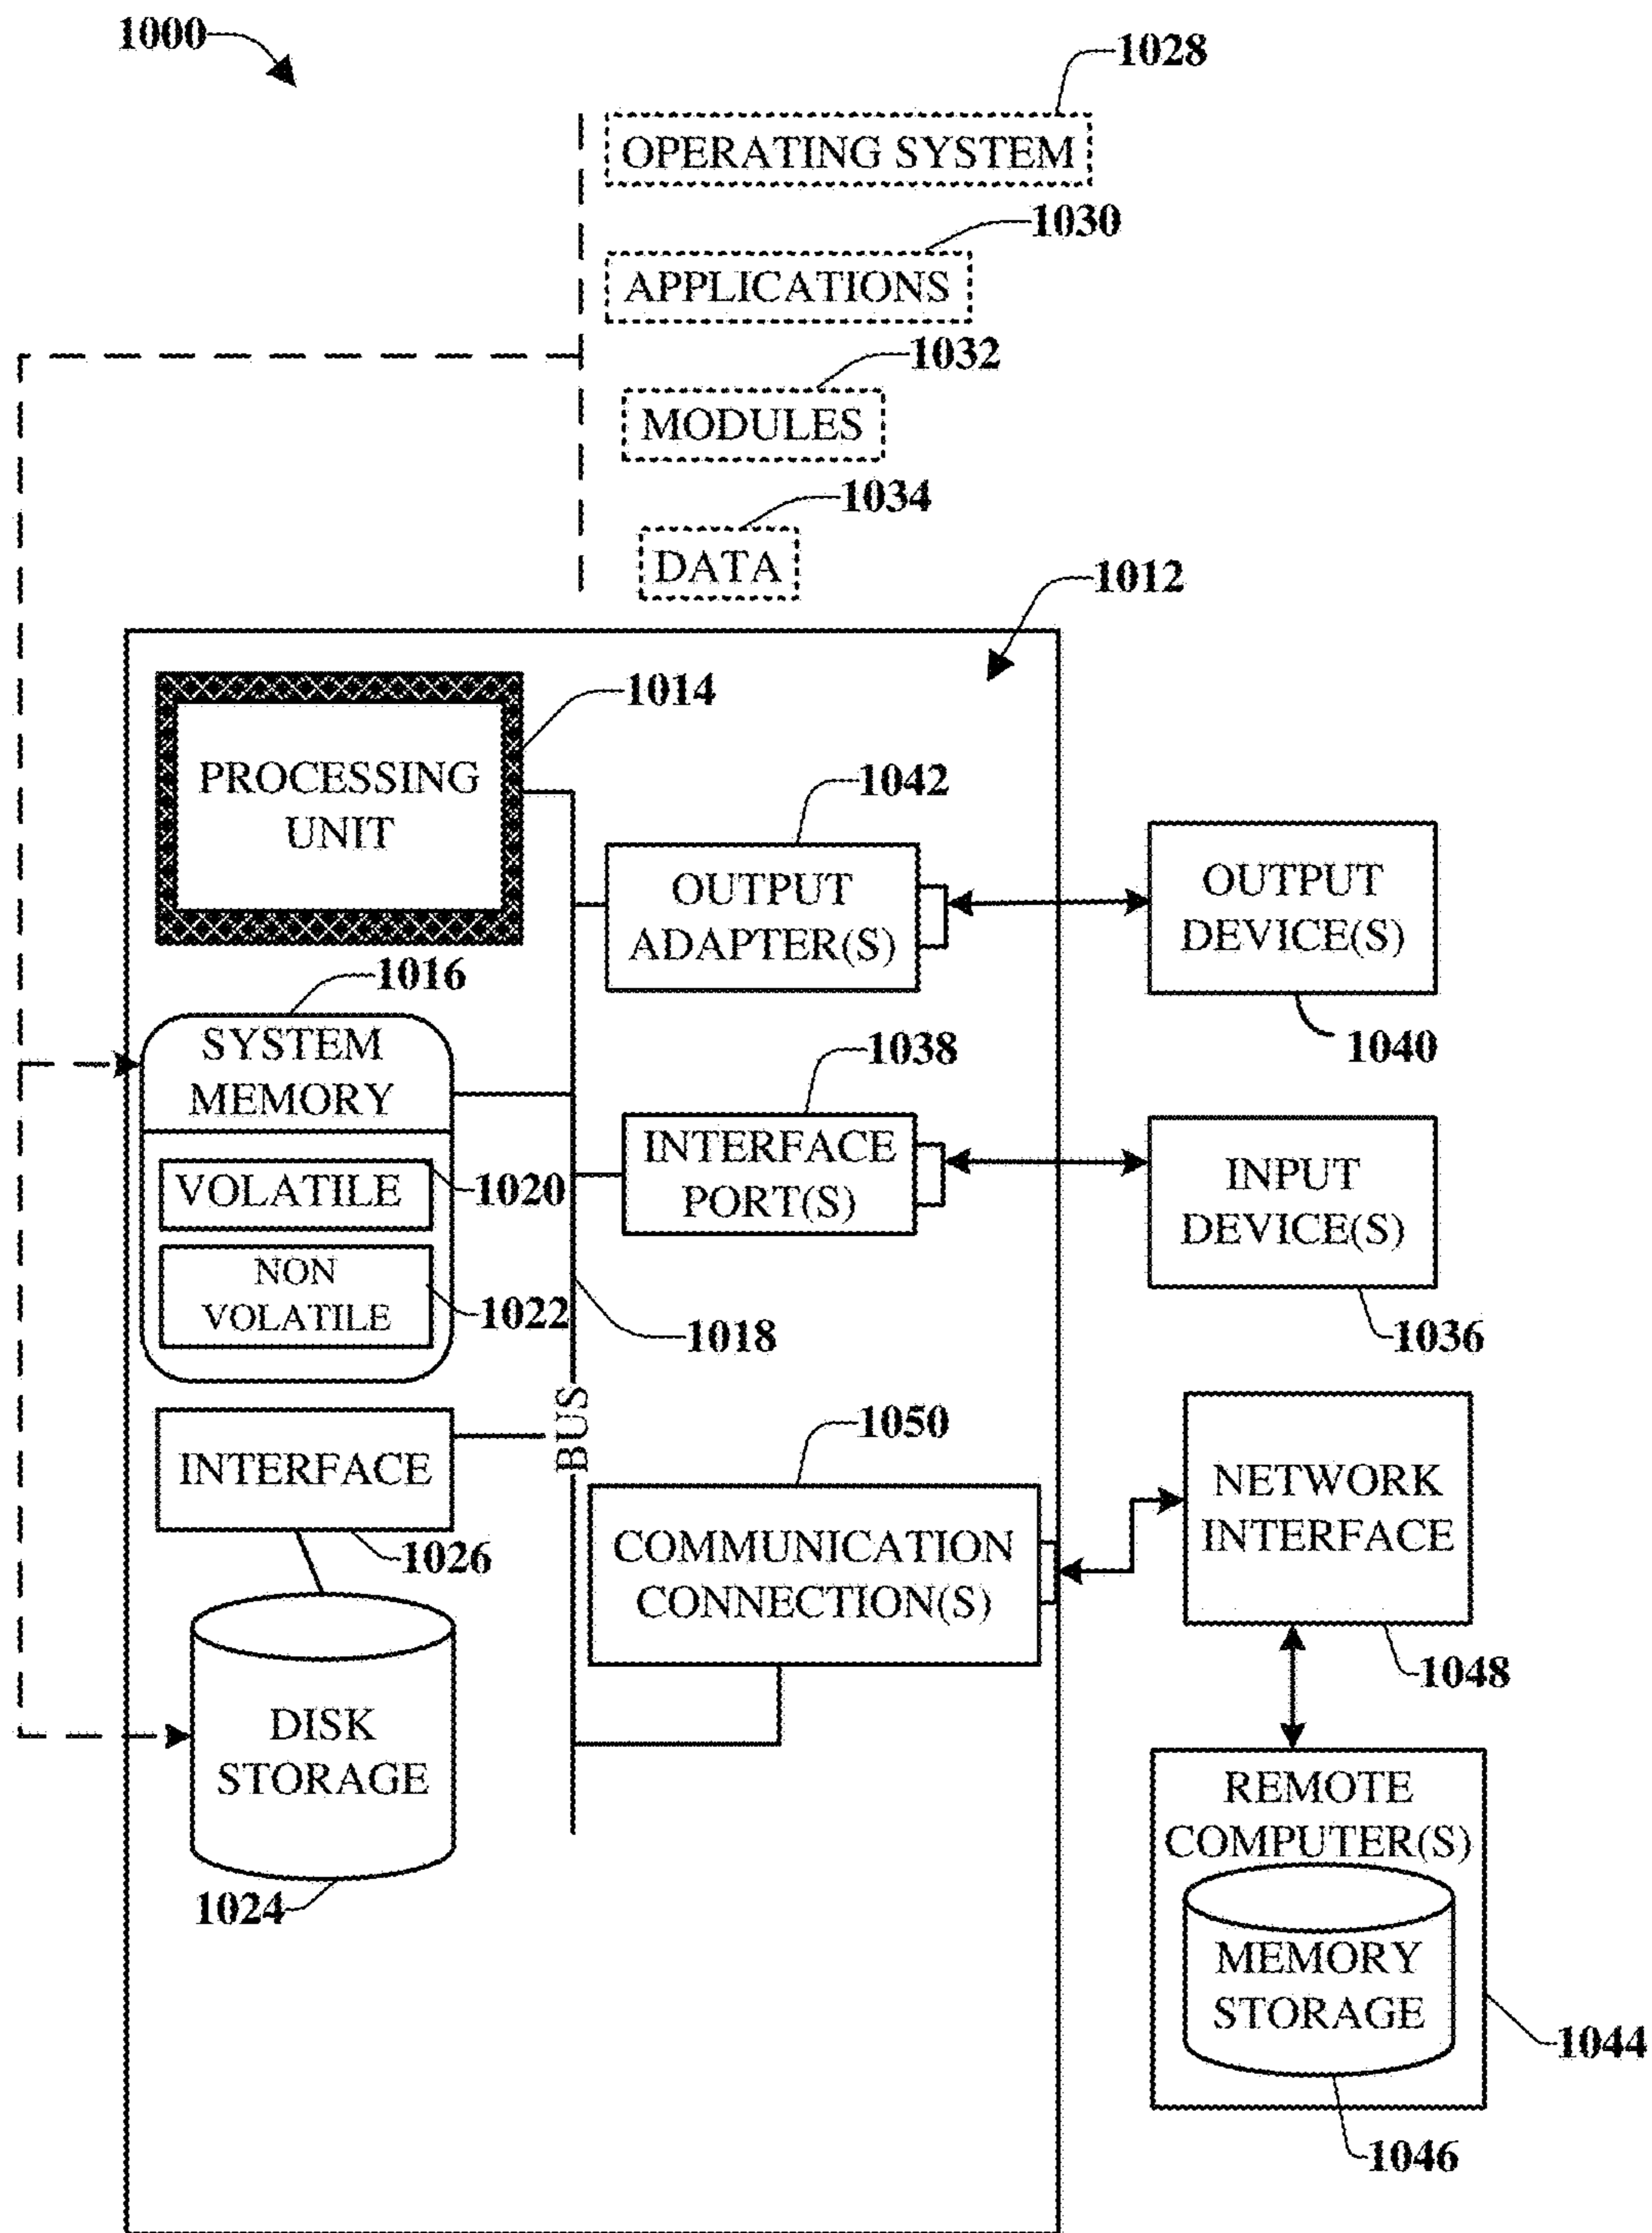 1000
1028
OPERATING SYSTEM
1030
APPLICATIONS
1032
MODULES
1034
DATA
1012
1014
PROCESSING
UNIT
1042
OUTPUT
ADAPTER(S)
OUTPUT
DEVICE(S)
1040
1016
SYSTEM
MEMORY
VOLATILE
1020
NON
VOLATILE
1022
1038
INTERFACE
PORT(S)
INPUT
DEVICE(S)
1036
1018
BUS
INTERFACE
1026
1050
COMMUNICATION
CONNECTION(S)
NETWORK
INTERFACE
1048
DISK
STORAGE
1024
REMOTE
COMPUTER(S)
MEMORY
STORAGE
1044
1046